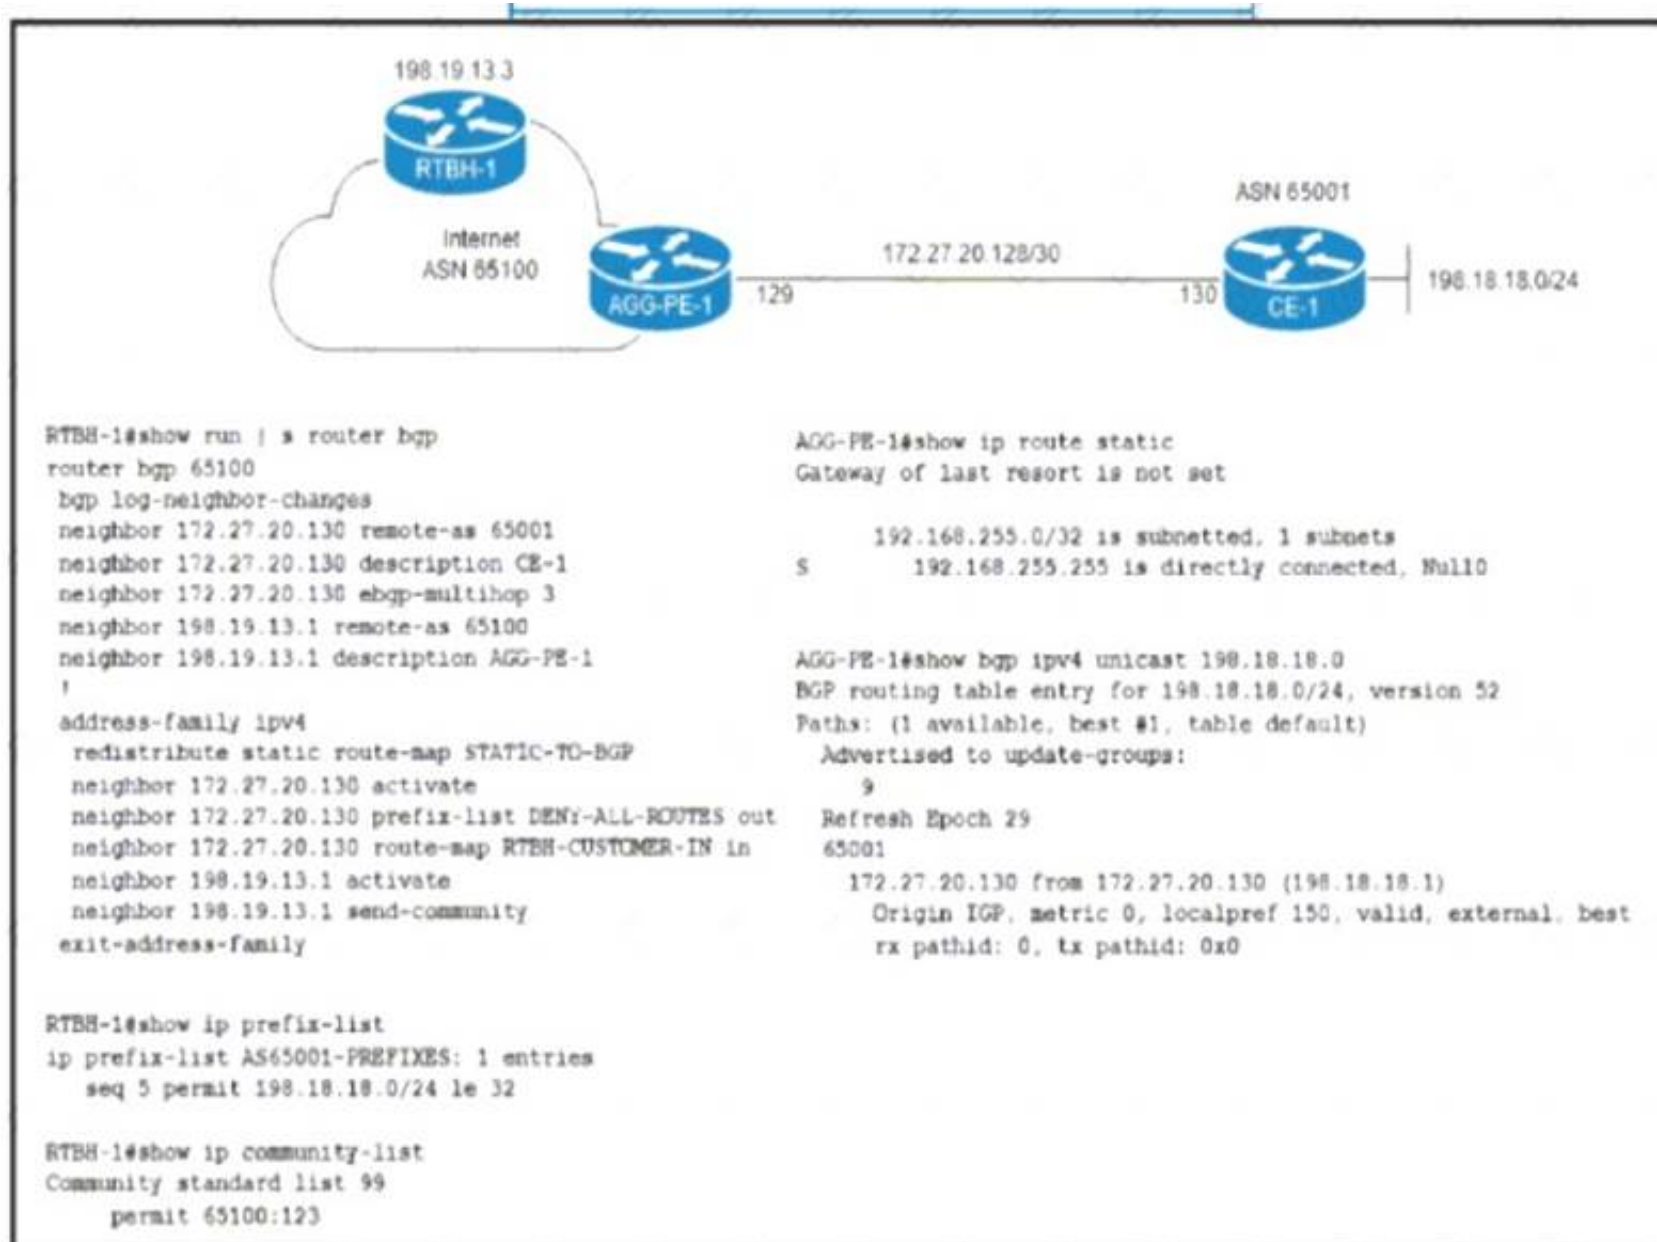 198.19.13.3
RTBH-1
Internet
ASN 65100
AGG-PE-1
129
172.27.20.128/30
130
ASN 65001
CE-1
198.18.18.0/24
RTBH-1#show run | s router bgp
router bgp 65100
bgp log-neighbor-changes
neighbor 172.27.20.130 remote-as 65001
neighbor 172.27.20.130 description CE-1
neighbor 172.27.20.130 ebgp-multihop 3
neighbor 198.19.13.1 remote-as 65100
neighbor 198.19.13.1 description AGG-PE-1
!
address-family ipv4
redistribute static route-map STATIC-TO-BGP
neighbor 172.27.20.130 activate
neighbor 172.27.20.130 prefix-list DENY-ALL-ROUTES out
neighbor 172.27.20.130 route-map RTBH-CUSTOMER-IN in
neighbor 198.19.13.1 activate
neighbor 198.19.13.1 send-community
exit-address-family
RTBH-1#show ip prefix-list
ip prefix-list AS65001-PREFIXES: 1 entries
seq 5 permit 198.18.18.0/24 le 32
RTBH-1#show ip community-list
Community standard list 99
permit 65100:123
AGG-PE-1#show ip route static
Gateway of last resort is not set
192.168.255.0/32 is subnetted, 1 subnets
S 192.168.255.255 is directly connected, Null0
AGG-PE-1#show bgp ipv4 unicast 198.18.18.0
BGP routing table entry for 198.18.18.0/24, version 52
Paths: (1 available, best #1, table default)
Advertised to update-groups:
9
Refresh Epoch 29
65001
172.27.20.130 from 172.27.20.130 (198.18.18.1)
Origin IGP, metric 0, localpref 150, valid, external, best
rx pathid: 0, tx pathid: 0x0